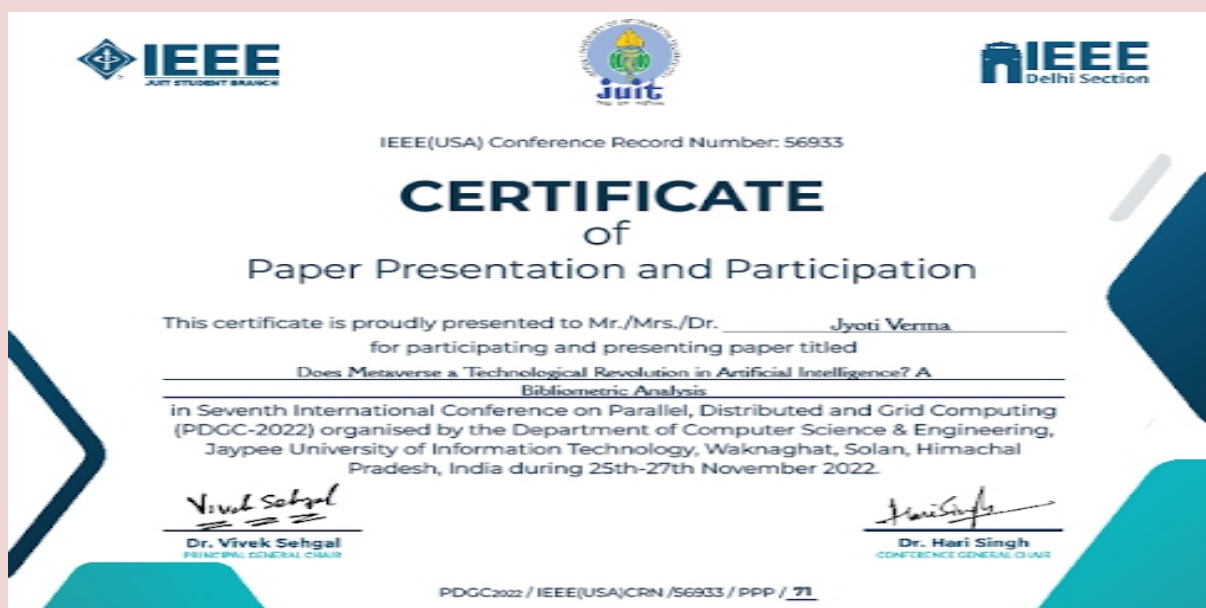 IEEE
JUIT STUDENT BRANCH
juit
IEEE
Delhi Section
IEEE(USA) Conference Record Number: 56933
CERTIFICATE
of
Paper Presentation and Participation
This certificate is proudly presented to Mr./Mrs./Dr. Jyoti Verma
for participating and presenting paper titled
Does Metaverse a Technological Revolution in Artificial Intelligence? A
Bibliometric Analysis
in Seventh International Conference on Parallel, Distributed and Grid Computing
(PDGC-2022) organised by the Department of Computer Science & Engineering,
Jaypee University of Information Technology, Waknaghat, Solan, Himachal
Pradesh, India during 25th-27th November 2022.
Vivek Sehgal
Hari Singh
Dr. Vivek Sehgal
Dr. Hari Singh
PRINCIPAL GENERAL CHAIR
CONFERENCE GENERAL CHAIR
PDGC2022 / IEEE(USA)CRN /56933 / PPP / 71